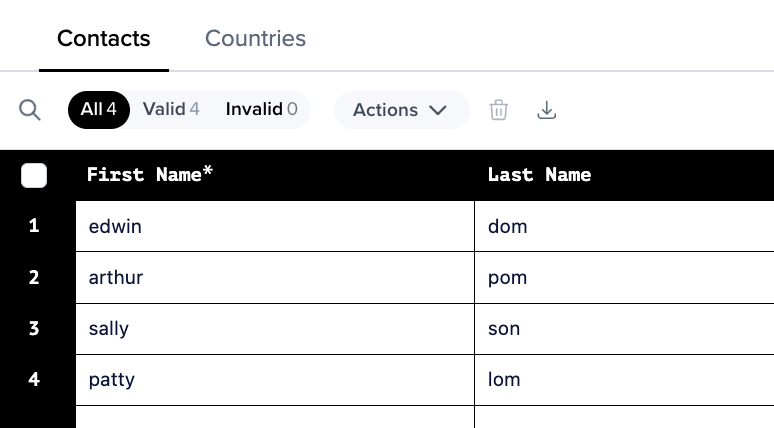 Contacts Countries
All 4 Valid 4 Invalid 0 Actions
First Name* Last Name
1 edwin dom
2 arthur pom
3 sally son
4 patty lom